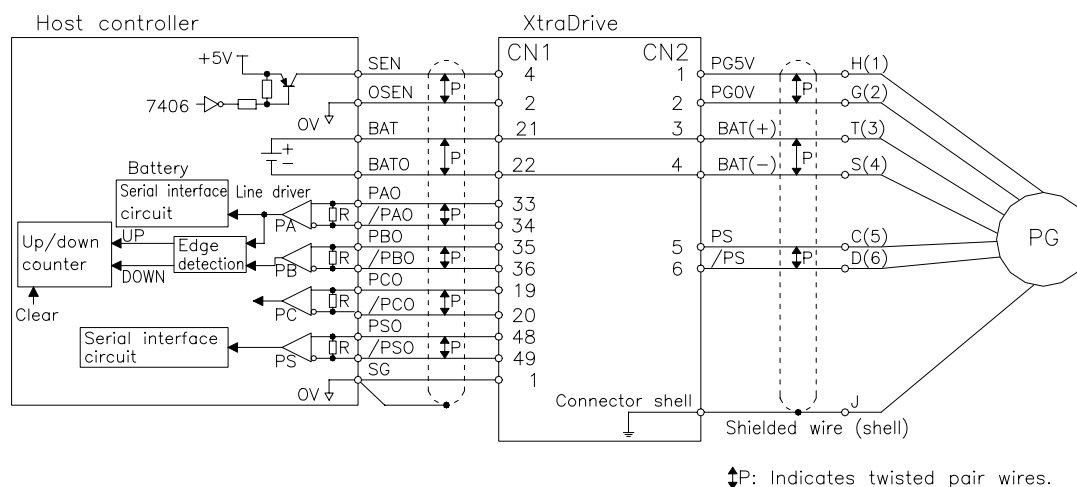 Host controller
XtraDrive
+5V
7406
0V
SEN
0SEN
BAT
BAT0
+
−
Battery
Serial interface circuit
Line driver
PA
PB
PC
PS
R
R
R
R
Up/down counter
UP
DOWN
Edge detection
Clear
Serial interface circuit
0V
PAO
/PAO
PBO
/PBO
PCO
/PCO
PSO
/PSO
SG
P
P
P
P
P
P
CN1
4
2
21
22
33
34
35
36
19
20
48
49
1
CN2
1
2
3
4
5
6
Connector shell
PG5V
PG0V
BAT(+)
BAT(−)
PS
/PS
P
P
P
H(1)
G(2)
T(3)
S(4)
C(5)
D(6)
J
PG
Shielded wire (shell)
P: Indicates twisted pair wires.